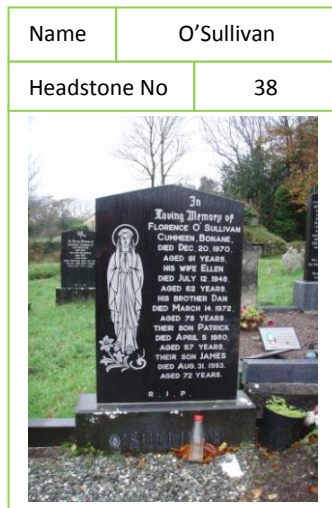 Name O’Sullivan
Headstone No 38
In
Loving Memory of
FLORENCE O'SULLIVAN
CUMMEEN, BONANE,
DIED DEC. 20, 1970,
AGED 91 YEARS.
HIS WIFE ELLEN
DIED JULY 12, 1948,
AGED 62 YEARS.
HIS BROTHER DAN
DIED MARCH 14, 1972,
AGED 78 YEARS.
THEIR SON PATRICK
DIED APRIL 5, 1980,
AGED 57 YEARS.
THEIR SON JAMES
DIED AUG. 31, 1993,
AGED 72 YEARS.
R. I. P.
O'SULLIVAN